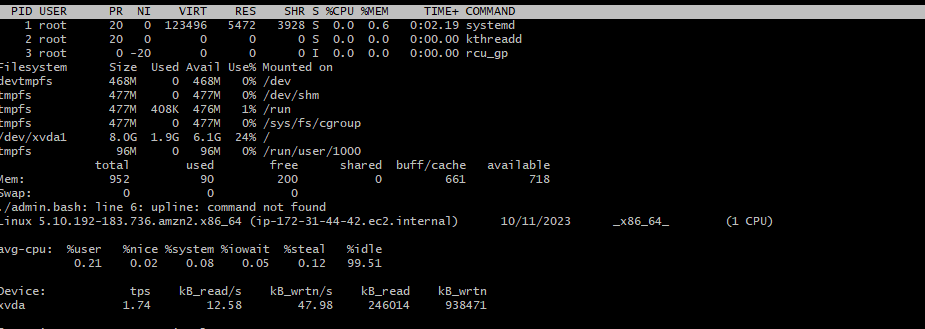 PID USER PR NI VIRT RES SHR S %CPU %MEM TIME+ COMMAND
1 root 20 0 123496 5472 3928 S 0.0 0.6 0:02.19 systemd
2 root 20 0 0 0 0 S 0.0 0.0 0:00.00 kthreadd
3 root 0 -20 0 0 0 I 0.0 0.0 0:00.00 rcu_gp
Filesystem Size Used Avail Use% Mounted on
devtmpfs 468M 0 468M 0% /dev
tmpfs 477M 0 477M 0% /dev/shm
tmpfs 477M 408K 476M 1% /run
tmpfs 477M 0 477M 0% /sys/fs/cgroup
/dev/xvda1 8.0G 1.9G 6.1G 24% /
tmpfs 96M 0 96M 0% /run/user/1000
total used free shared buff/cache available
Mem: 952 90 200 0 661 718
Swap: 0 0 0
./admin.bash: line 6: upline: command not found
Linux 5.10.192-183.736.amzn2.x86_64 (ip-172-31-44-42.ec2.internal) 10/11/2023 _x86_64_ (1 CPU)
avg-cpu: %user %nice %system %iowait %steal %idle
0.21 0.02 0.08 0.05 0.12 99.51
Device: tps kB_read/s kB_wrtn/s kB_read kB_wrtn
xvda 1.74 12.58 47.98 246014 938471